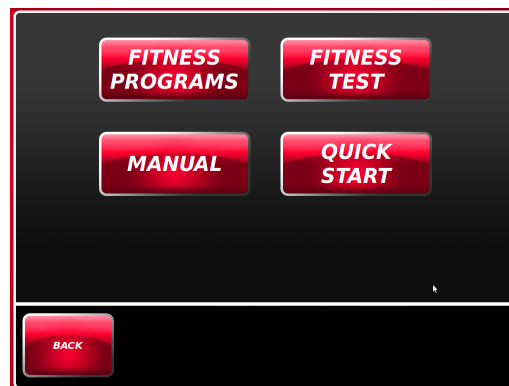 FITNESS
PROGRAMS
FITNESS
TEST
MANUAL
QUICK
START
BACK